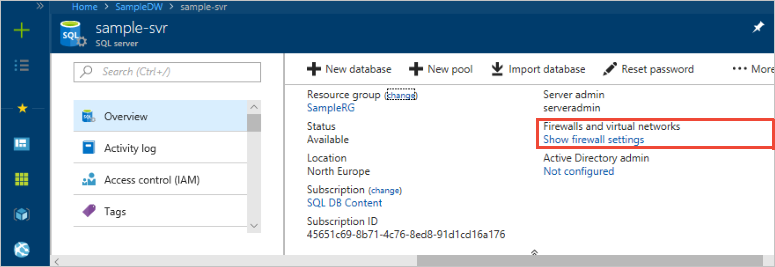 Home > SampleDW > sample-svr
sample-svr
SQL
SQL server
Search (Ctrl+/)
Overview
Activity log
Access control (IAM)
Tags
New database New pool Import database Reset password ··· More
Resource group (change)
SampleRG
Status
Available
Location
North Europe
Subscription (change)
SQL DB Content
Subscription ID
45651c69-8b71-4c76-8ed8-91d1cd16a176
Server admin
serveradmin
Firewalls and virtual networks
Show firewall settings
Active Directory admin
Not configured